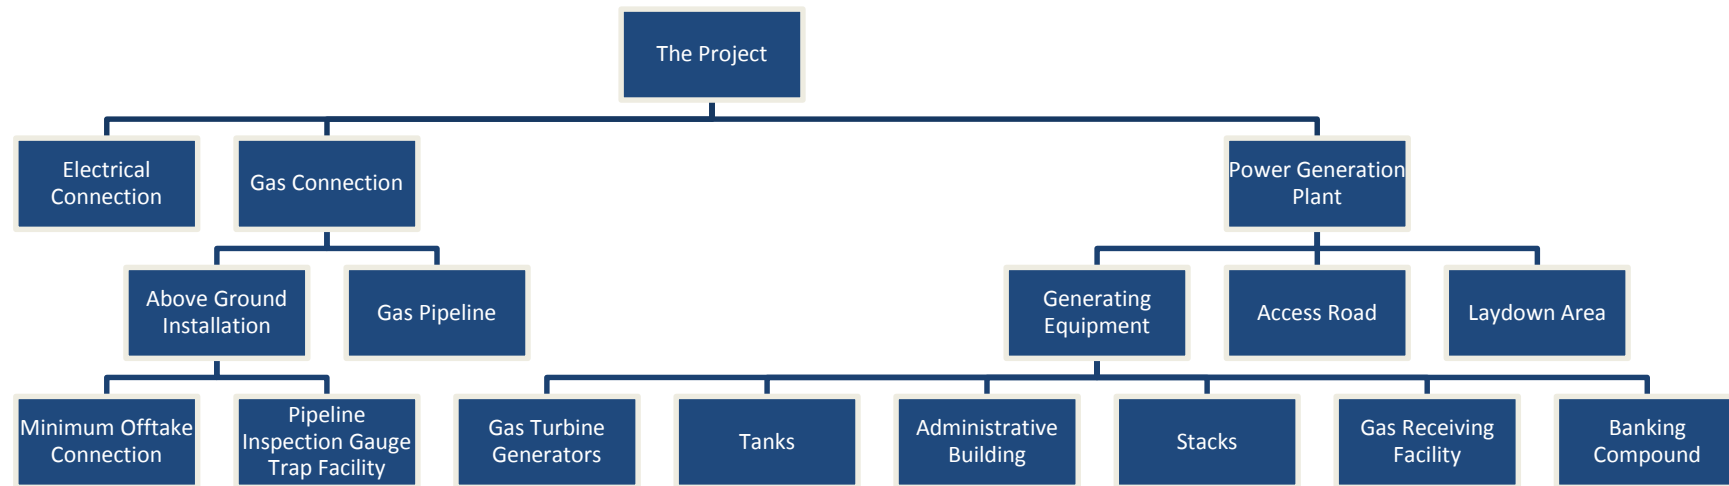 The Project
Electrical
Connection
Gas Connection
Power Generation
Plant
Above Ground
Installation
Gas Pipeline
Generating
Equipment
Access Road
Laydown Area
Minimum Offtake
Connection
Pipeline
Inspection Gauge
Trap Facility
Gas Turbine
Generators
Tanks
Administrative
Building
Stacks
Gas Receiving
Facility
Banking
Compound